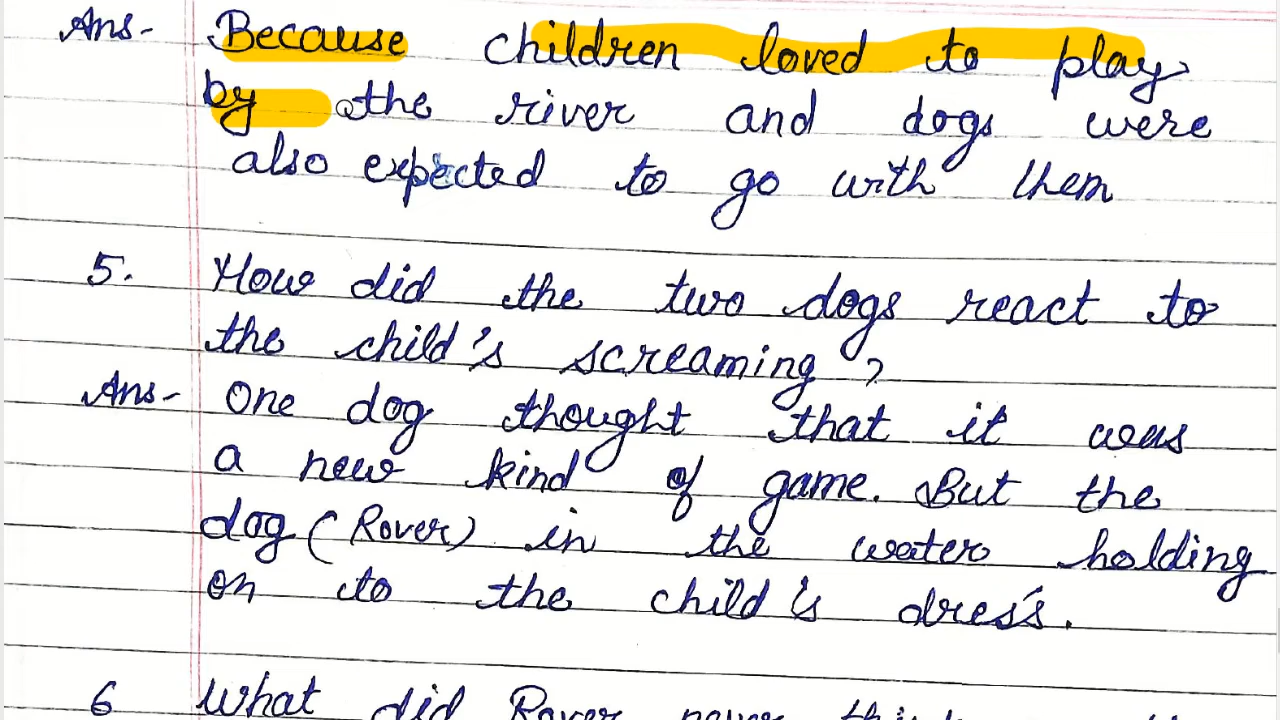 Ans- Because children loved to play
by the river and dogs were
also expected to go with them
5. How did the two dogs react to
the child's screaming ?
Ans- One dog thought that it was
a new kind of game. But the
dog (Rover) in the water holding
on to the child's dress.
6 What did Rover never think